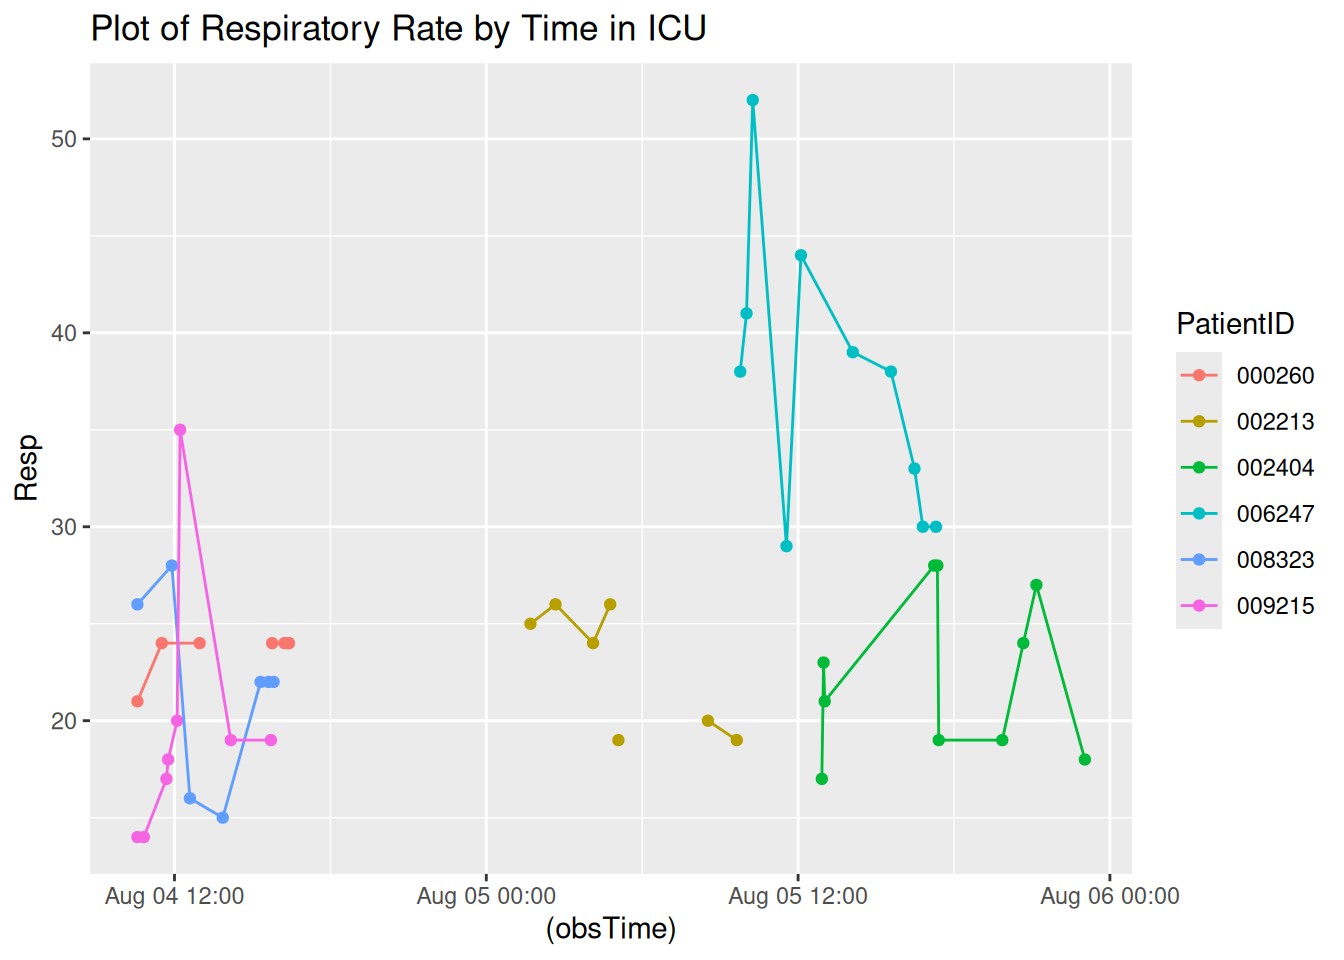 Plot of Respiratory Rate by Time in ICU
50
40
30
20
Resp
Aug 04 12:00
Aug 05 00:00
Aug 05 12:00
Aug 06 00:00
(obsTime)
PatientID
000260
002213
002404
006247
008323
009215